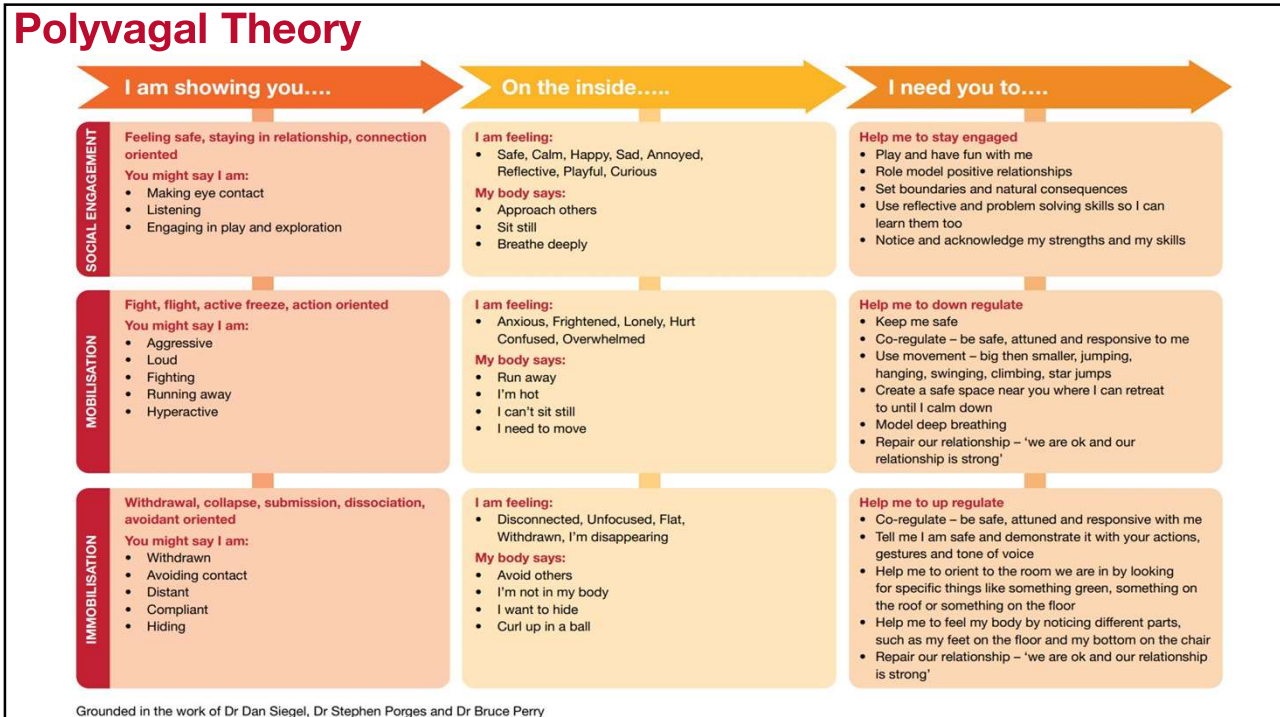 Polyvagal Theory
I am showing you....
On the inside.....
I need you to....
SOCIAL ENGAGEMENT
Feeling safe, staying in relationship, connection
oriented
You might say I am:
• Making eye contact
• Listening
• Engaging in play and exploration
I am feeling:
• Safe, Calm, Happy, Sad, Annoyed,
Reflective, Playful, Curious
My body says:
• Approach others
• Sit still
• Breathe deeply
Help me to stay engaged
• Play and have fun with me
• Role model positive relationships
• Set boundaries and natural consequences
• Use reflective and problem solving skills so I can
learn them too
• Notice and acknowledge my strengths and my skills
MOBILISATION
Fight, flight, active freeze, action oriented
You might say I am:
• Aggressive
• Loud
• Fighting
• Running away
• Hyperactive
I am feeling:
• Anxious, Frightened, Lonely, Hurt
Confused, Overwhelmed
My body says:
• Run away
• I'm hot
• I can't sit still
• I need to move
Help me to down regulate
• Keep me safe
• Co-regulate – be safe, attuned and responsive to me
• Use movement – big then smaller, jumping,
hanging, swinging, climbing, star jumps
• Create a safe space near you where I can retreat
to until I calm down
• Model deep breathing
• Repair our relationship – 'we are ok and our
relationship is strong'
IMMOBILISATION
Withdrawal, collapse, submission, dissociation,
avoidant oriented
You might say I am:
• Withdrawn
• Avoiding contact
• Distant
• Compliant
• Hiding
I am feeling:
• Disconnected, Unfocused, Flat,
Withdrawn, I'm disappearing
My body says:
• Avoid others
• I'm not in my body
• I want to hide
• Curl up in a ball
Help me to up regulate
• Co-regulate – be safe, attuned and responsive with me
• Tell me I am safe and demonstrate it with your actions,
gestures and tone of voice
• Help me to orient to the room we are in by looking
for specific things like something green, something on
the roof or something on the floor
• Help me to feel my body by noticing different parts,
such as my feet on the floor and my bottom on the chair
• Repair our relationship – 'we are ok and our relationship
is strong'
Grounded in the work of Dr Dan Siegel, Dr Stephen Porges and Dr Bruce Perry